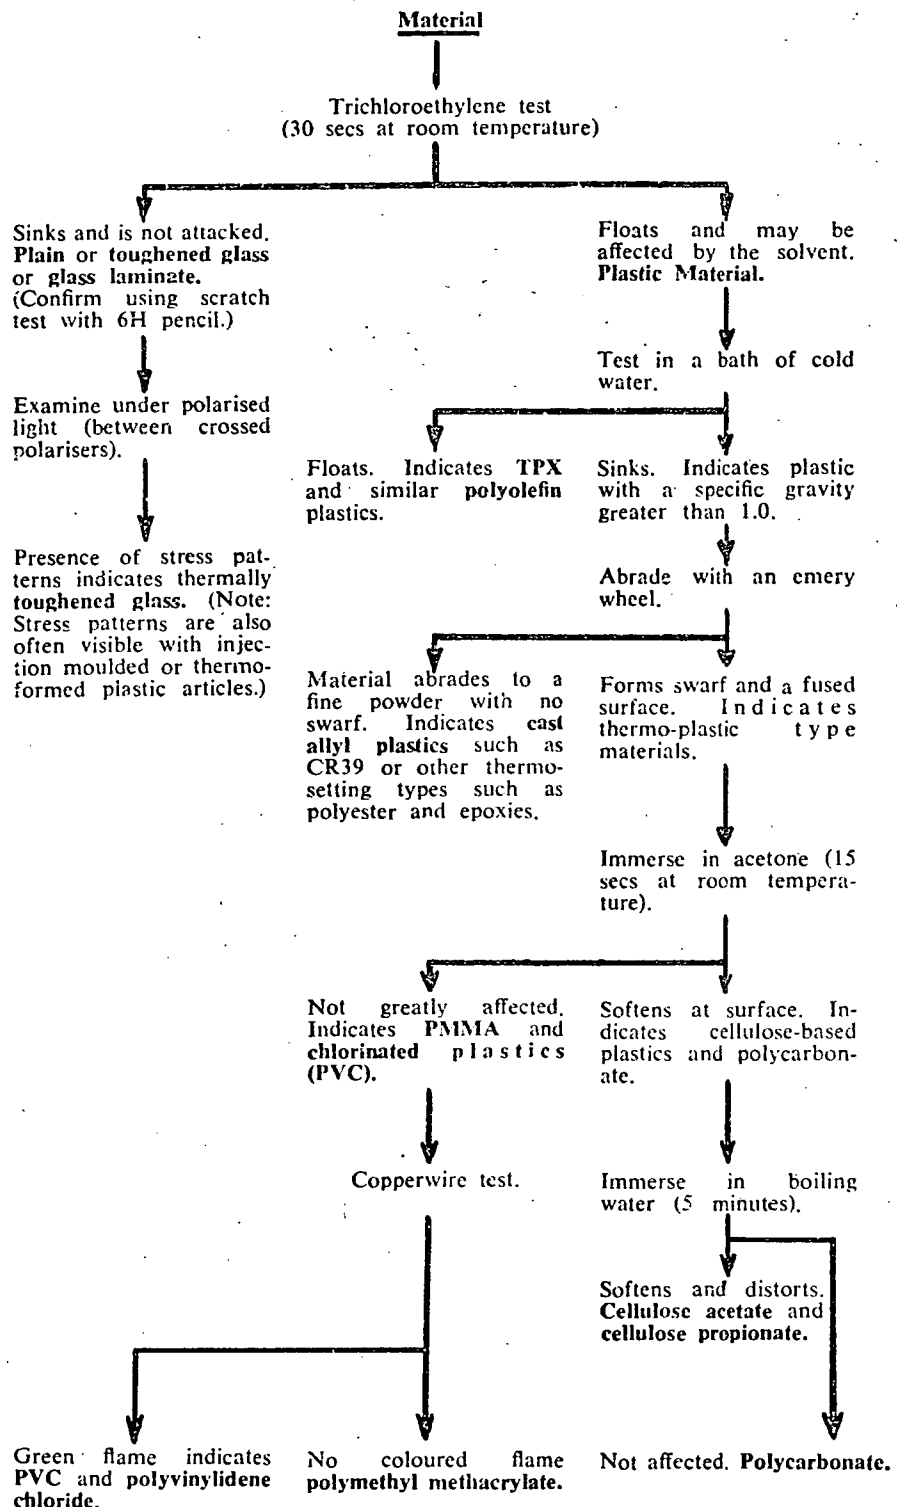 Material
Trichloroethylene test
(30 secs at room temperature)
Sinks and is not attacked.
Plain or toughened glass
or glass laminate.
(Confirm using scratch
test with 6H pencil.)
Floats and may be
affected by the solvent.
Plastic Material.
Test in a bath of cold
water.
Examine under polarised
light (between crossed
polarisers).
Floats. Indicates TPX
and similar polyolefin
plastics.
Sinks. Indicates plastic
with a specific gravity
greater than 1.0.
Presence of stress pat-
terns indicates thermally
toughened glass. (Note:
Stress patterns are also
often visible with injec-
tion moulded or thermo-
formed plastic articles.)
Abrade with an emery
wheel.
Material abrades to a
fine powder with no
swarf. Indicates cast
allyl plastics such as
CR39 or other thermo-
setting types such as
polyester and epoxies.
Forms swarf and a fused
surface. Indicates
thermo-plastic type
materials.
Immerse in acetone (15
secs at room tempera-
ture).
Not greatly affected.
Indicates PMMA and
chlorinated plastics
(PVC).
Softens at surface. In-
dicates cellulose-based
plastics and polycarbon-
ate.
Copperwire test.
Immerse in boiling
water (5 minutes).
Softens and distorts.
Cellulose acetate and
cellulose propionate.
Green flame indicates
PVC and polyvinylidene
chloride.
No coloured flame
polymethyl methacrylate.
Not affected. Polycarbonate.